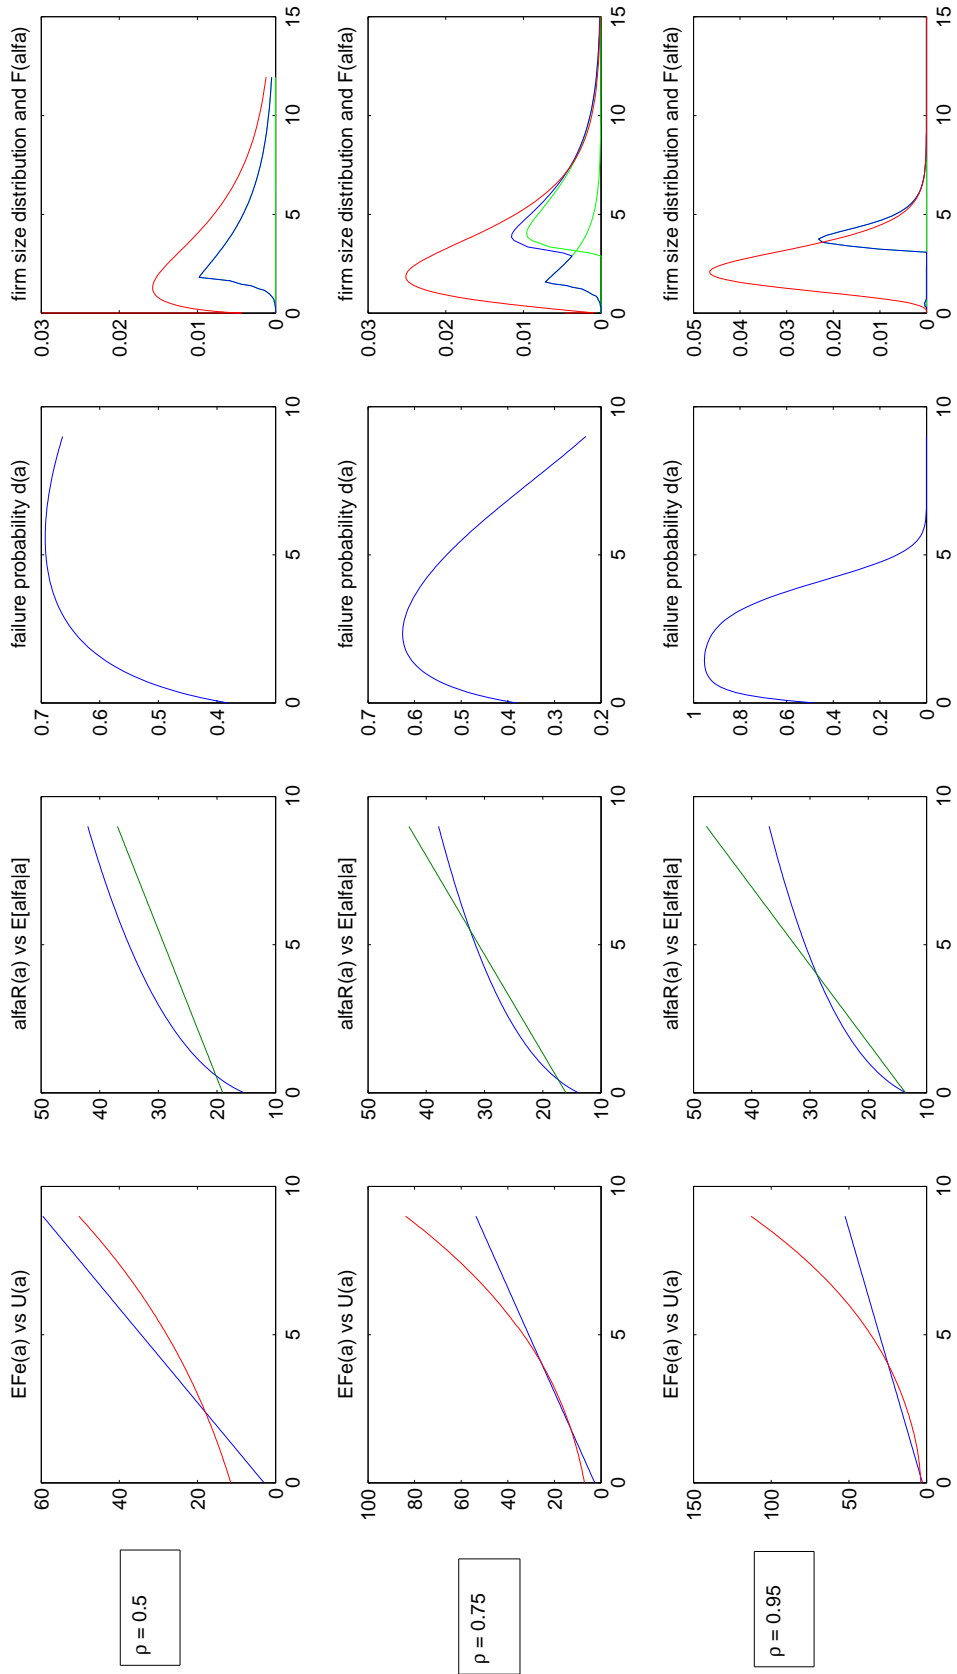 ρ = 0.5
EFe(a) vs U(a)
60
40
20
0
0 5 10
alfaR(a) vs E[alfa|a]
50
40
30
20
10
0 5 10
failure probability d(a)
0.7
0.6
0.5
0.4
0 5 10
firm size distribution and F(alfa)
0.03
0.02
0.01
0
0 5 10 15
ρ = 0.75
EFe(a) vs U(a)
100
80
60
40
20
0
0 5 10
alfaR(a) vs E[alfa|a]
50
40
30
20
10
0 5 10
failure probability d(a)
0.7
0.6
0.5
0.4
0.3
0.2
0 5 10
firm size distribution and F(alfa)
0.03
0.02
0.01
0
0 5 10 15
ρ = 0.95
EFe(a) vs U(a)
150
100
50
0
0 5 10
alfaR(a) vs E[alfa|a]
50
40
30
20
10
0 5 10
failure probability d(a)
1
0.8
0.6
0.4
0.2
0
0 5 10
firm size distribution and F(alfa)
0.05
0.04
0.03
0.02
0.01
0
0 5 10 15